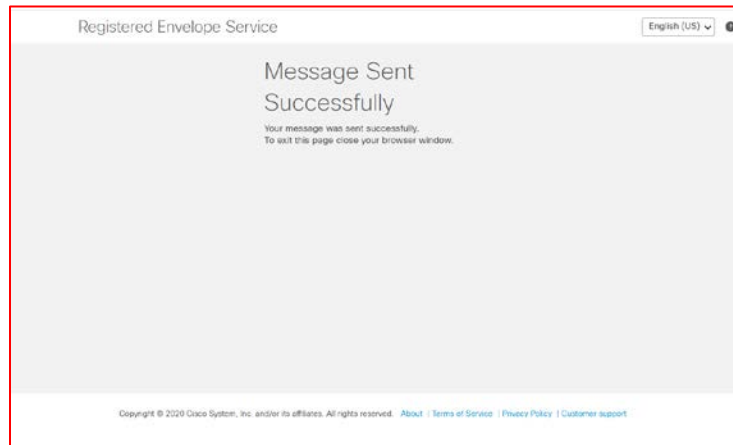 Registered Envelope Service
English (US)
Message Sent
Successfully
Your message was sent successfully.
To exit this page close your browser window.
Copyright © 2020 Cisco System, Inc. and/or its affiliates. All rights reserved. About | Terms of Service | Privacy Policy | Customer support